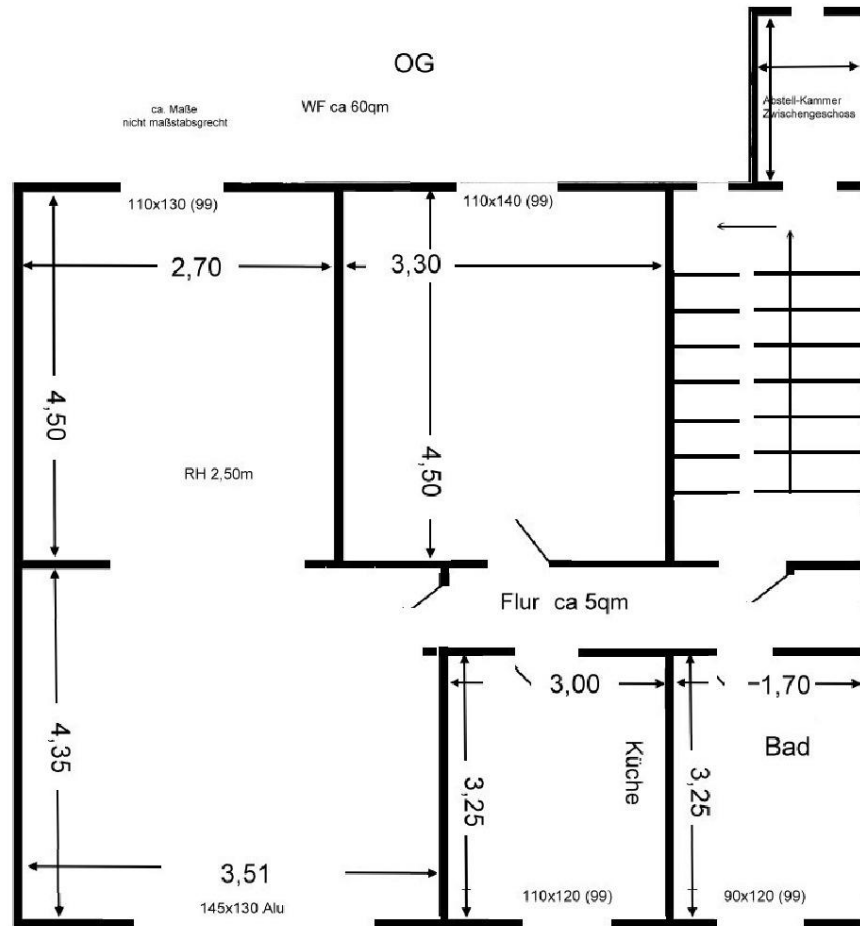 OG
ca. Maße
nicht maßstabsgrecht
WF ca 60qm
Abstell-Kammer
Zwischengeschoss
110x130 (99)
110x140 (99)
2,70
3,30
4,50
4,50
RH 2,50m
Flur ca 5qm
3,00
1,70
Küche
Bad
4,35
3,25
3,25
3,51
145x130 Alu
110x120 (99)
90x120 (99)